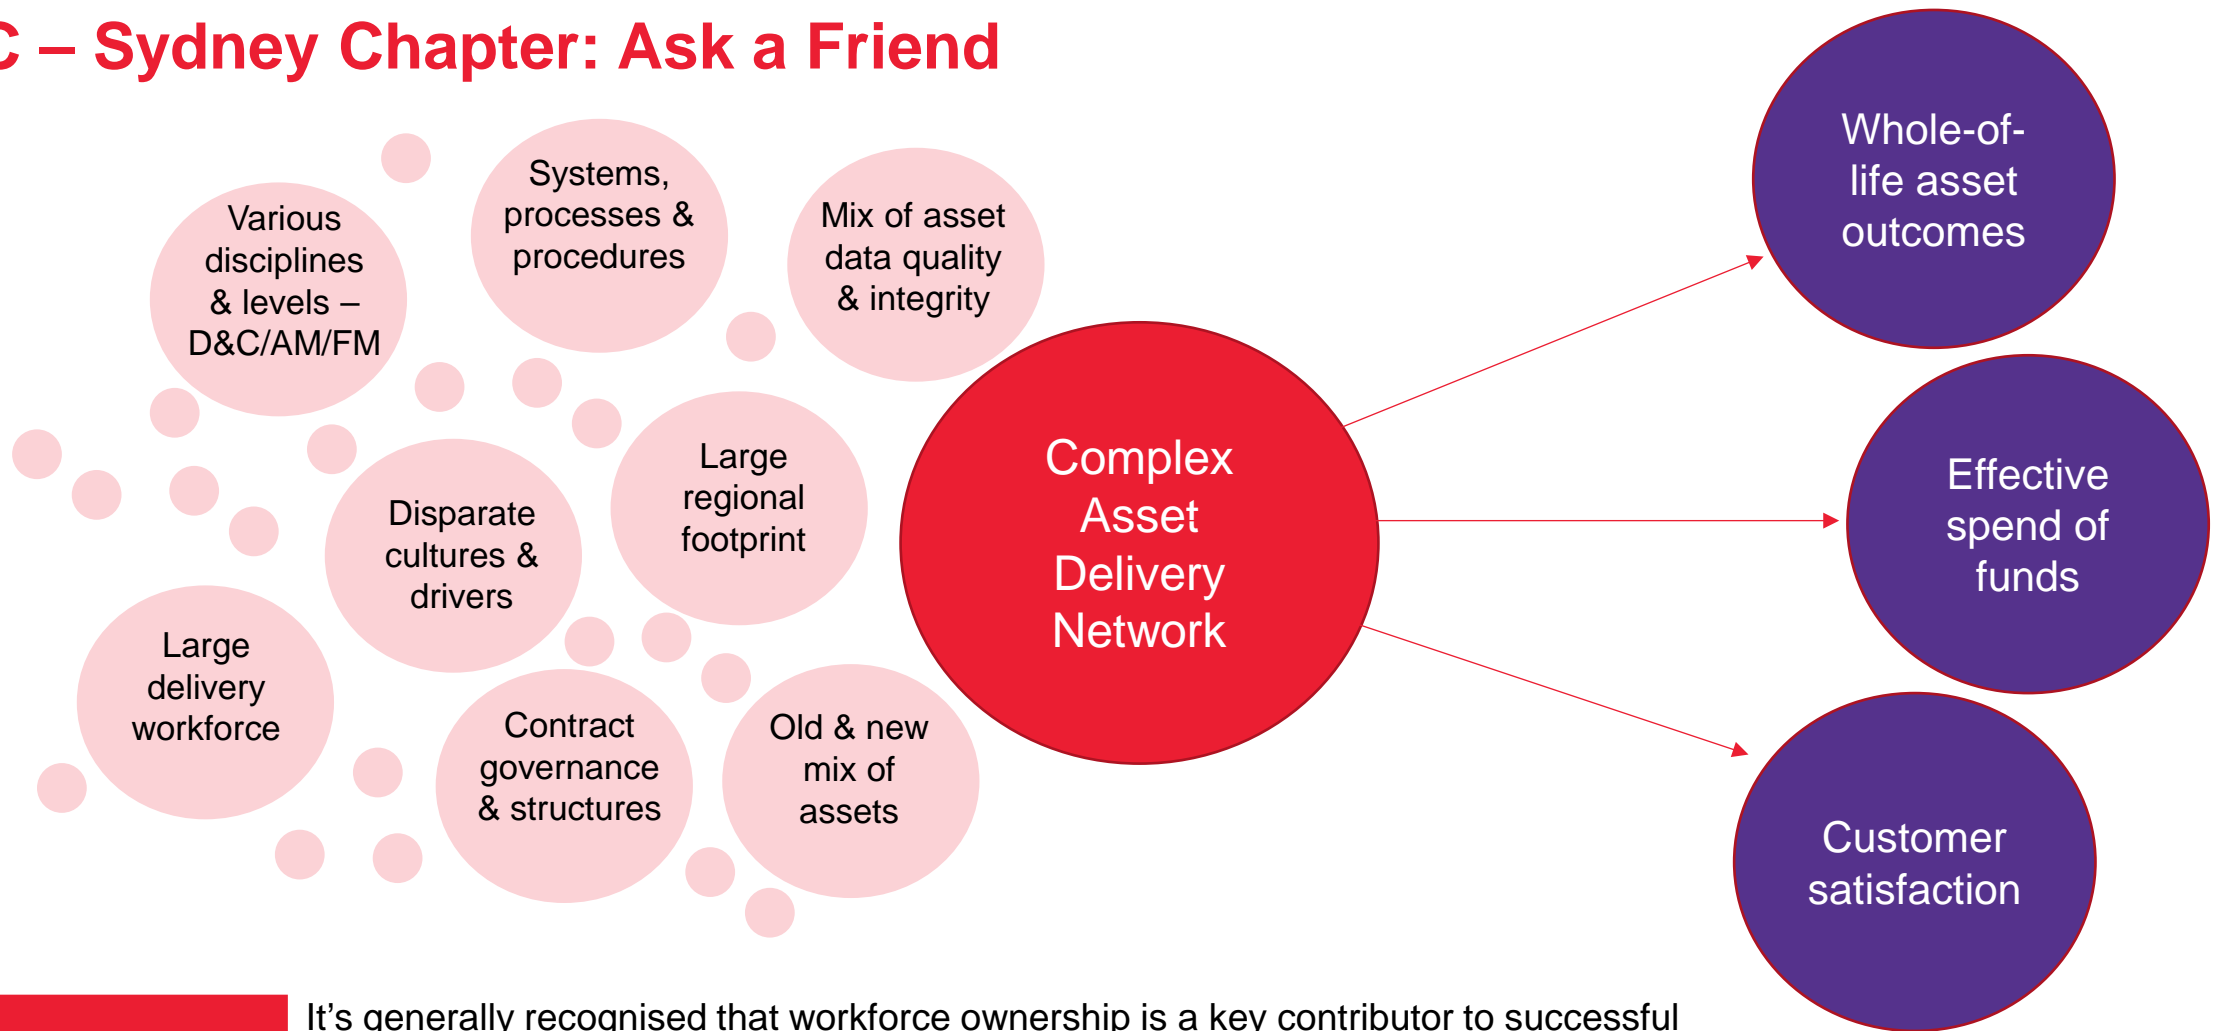 C – Sydney Chapter: Ask a Friend
Various
disciplines
& levels –
D&C/AM/FM
Systems,
processes &
procedures
Mix of asset
data quality
& integrity
Disparate
cultures &
drivers
Large
regional
footprint
Large
delivery
workforce
Contract
governance
& structures
Old & new
mix of
assets
Complex
Asset
Delivery
Network
Whole-of-
life asset
outcomes
Effective
spend of
funds
Customer
satisfaction
It's generally recognised that workforce ownership is a key contributor to successful